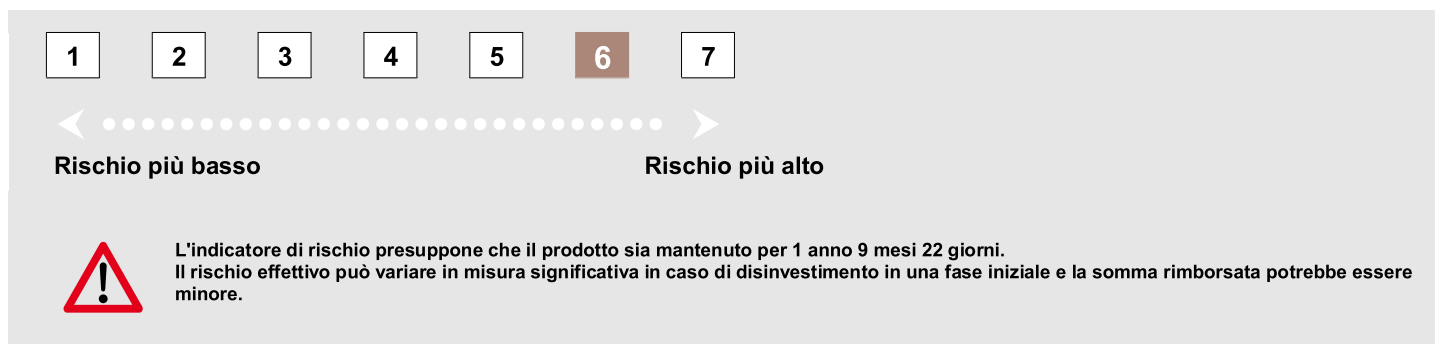 1 2 3 4 5 6 7
Rischio più basso Rischio più alto
L'indicatore di rischio presuppone che il prodotto sia mantenuto per 1 anno 9 mesi 22 giorni.
Il rischio effettivo può variare in misura significativa in caso di disinvestimento in una fase iniziale e la somma rimborsata potrebbe essere
minore.